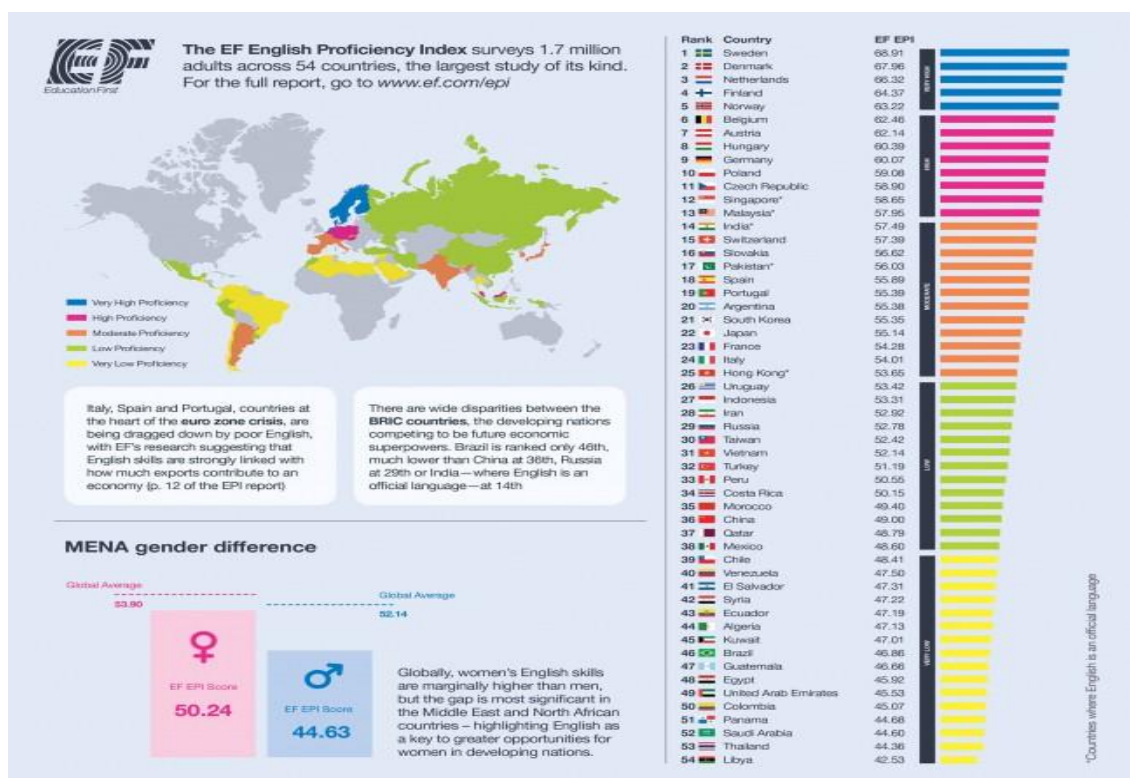 EF
Education First
The EF English Proficiency Index surveys 1.7 million
adults across 54 countries, the largest study of its kind.
For the full report, go to www.ef.com/epi
Very High Proficiency
High Proficiency
Moderate Proficiency
Low Proficiency
Very Low Proficiency
Italy, Spain and Portugal, countries at
the heart of the euro zone crisis, are
being dragged down by poor English,
with EF's research suggesting that
English skills are strongly linked with
how much exports contribute to an
economy (p. 12 of the EPI report)
There are wide disparities between the
BRIC countries, the developing nations
competing to be future economic
superpowers. Brazil is ranked only 46th,
much lower than China at 36th, Russia
at 29th or India—where English is an
official language—at 14th
MENA gender difference
Global Average
53.90
EF EPI Score
50.24
Global Average
52.14
EF EPI Score
44.63
Globally, women's English skills
are marginally higher than men,
but the gap is most significant in
the Middle East and North African
countries – highlighting English as
a key to greater opportunities for
women in developing nations.
Rank Country EF EPI
1 Sweden 68.91
2 Denmark 67.96
3 Netherlands 66.32
4 Finland 64.37
5 Norway 63.22
6 Belgium 62.46
7 Austria 62.14
8 Hungary 60.39
9 Germany 60.07
10 Poland 59.08
11 Czech Republic 58.90
12 Singapore* 58.65
13 Malaysia* 57.95
14 India* 57.49
15 Switzerland 57.39
16 Slovakia 56.62
17 Pakistan* 56.03
18 Spain 55.89
19 Portugal 55.39
20 Argentina 55.38
21 South Korea 55.35
22 Japan 55.14
23 France 54.28
24 Italy 54.01
25 Hong Kong* 53.65
26 Uruguay 53.42
27 Indonesia 53.31
28 Iran 52.92
29 Russia 52.78
30 Taiwan 52.42
31 Vietnam 52.14
32 Turkey 51.19
33 Peru 50.55
34 Costa Rica 50.15
35 Morocco 49.40
36 China 49.00
37 Qatar 48.79
38 Mexico 48.60
39 Chile 48.41
40 Venezuela 47.50
41 El Salvador 47.31
42 Syria 47.22
43 Ecuador 47.19
44 Algeria 47.13
45 Kuwait 47.01
46 Brazil 46.86
47 Guatemala 46.66
48 Egypt 45.92
49 United Arab Emirates 45.53
50 Colombia 45.07
51 Panama 44.68
52 Saudi Arabia 44.60
53 Thailand 44.36
54 Libya 42.53
VERY HIGH
HIGH
MODERATE
LOW
VERY LOW
*Countries where English is an official language